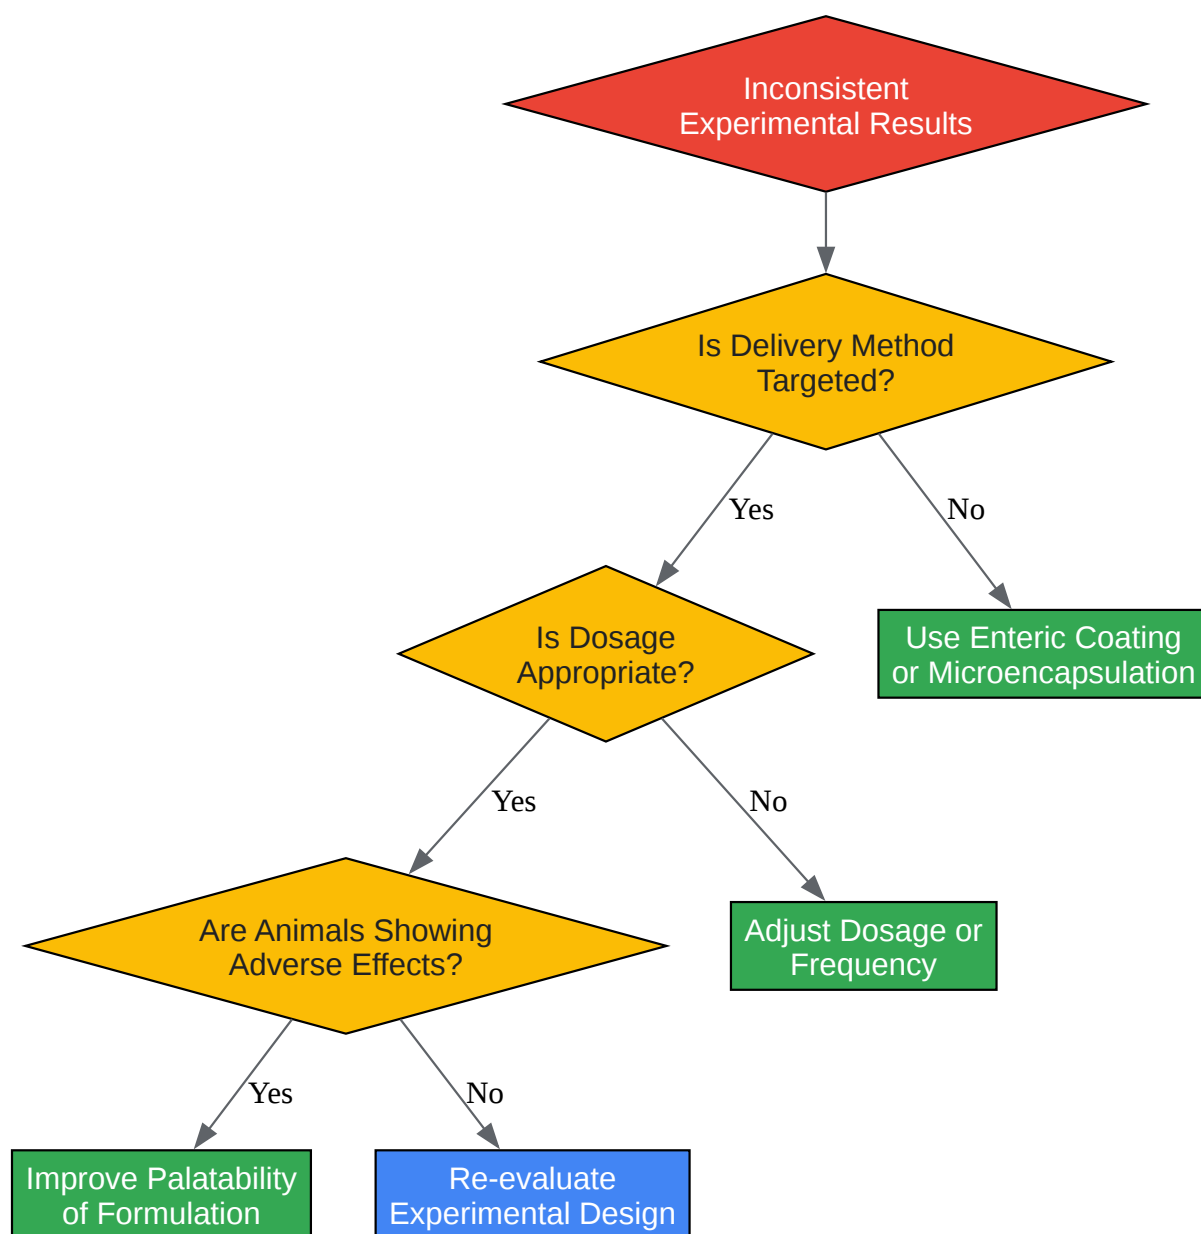 Inconsistent
Experimental Results
Is Delivery Method
Targeted?
Yes
No
Is Dosage
Appropriate?
Use Enteric Coating
or Microencapsulation
Yes
No
Are Animals Showing
Adverse Effects?
Adjust Dosage or
Frequency
Yes
No
Improve Palatability
of Formulation
Re-evaluate
Experimental Design